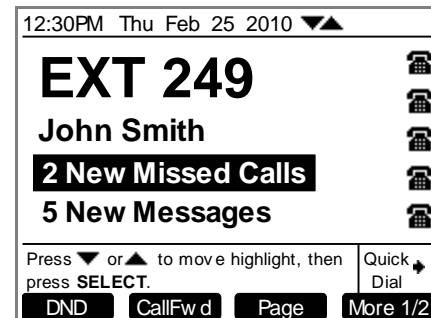 12:30PM Thu Feb 25 2010 ▼▲
EXT 249
John Smith
2 New Missed Calls
5 New Messages
Press ▼ or ▲ to move highlight, then
press SELECT.
Quick
Dial
DND CallFwd Page More 1/2